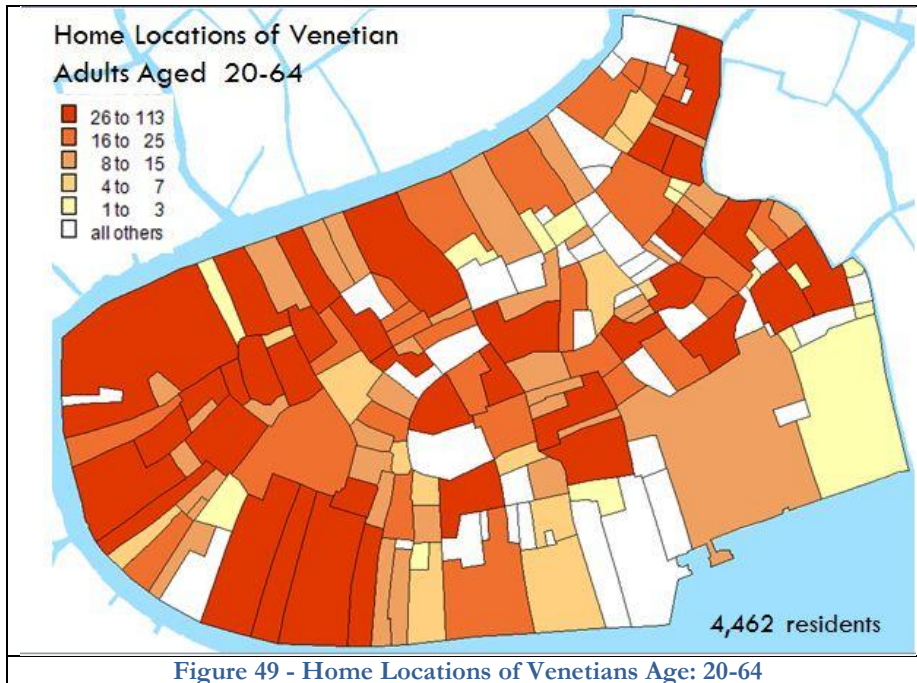 Home Locations of Venetian
Adults Aged 20-64
26 to 113
16 to 25
8 to 15
4 to 7
1 to 3
all others
4,462 residents
Figure 49 - Home Locations of Venetians Age: 20-64